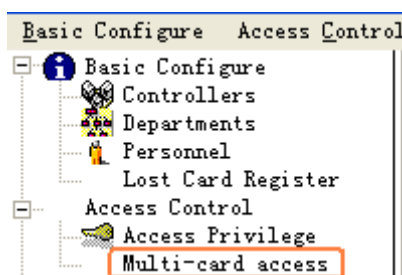 Basic Configure Access Control
Basic Configure
Controllers
Departments
Personnel
Lost Card Register
Access Control
Access Privilege
Multi-card access